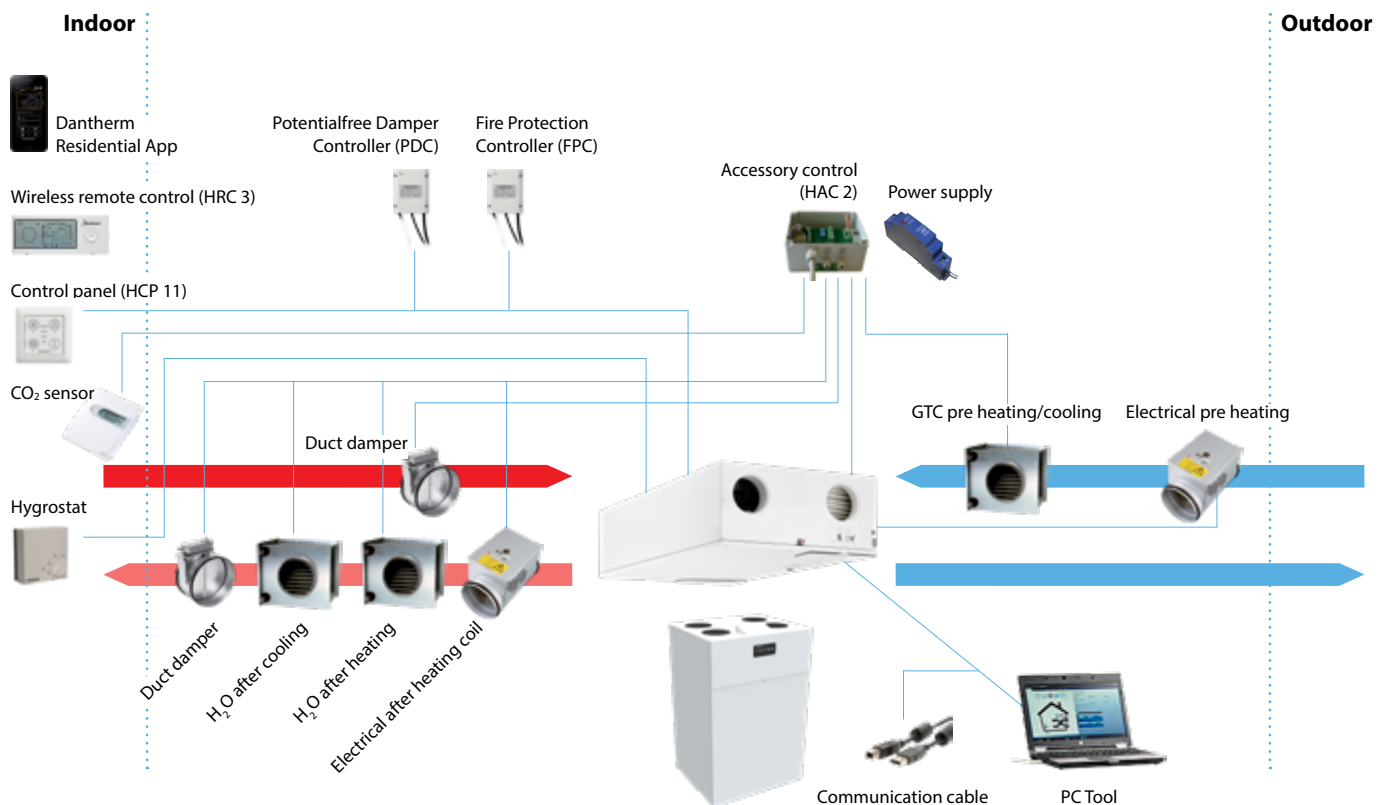 Indoor
Outdoor
Dantherm
Residential App
Potentialfree Damper
Controller (PDC)
Fire Protection
Controller (FPC)
Accessory control
(HAC 2)
Power supply
Wireless remote control (HRC 3)
Control panel (HCP 11)
CO₂ sensor
Duct damper
GTC pre heating/cooling
Electrical pre heating
Hygrostat
Duct damper
H₂O after cooling
H₂O after heating
Electrical after heating coil
Communication cable
PC Tool